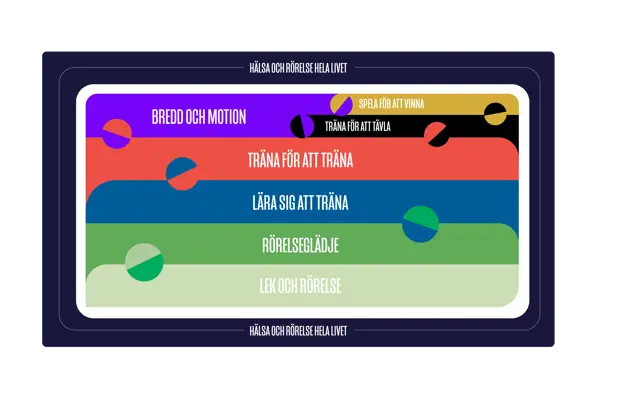 HÄLSA OCH RÖRELSE HELA LIVET
SPELA FÖR ATT VINNA
BREDD OCH MOTION
TRÄNA FÖR ATT TÄVLA
TRÄNA FÖR ATT TRÄNA
LÄRA SIG ATT TRÄNA
RÖRELSEGLÄDJE
LEK OCH RÖRELSE
HÄLSA OCH RÖRELSE HELA LIVET